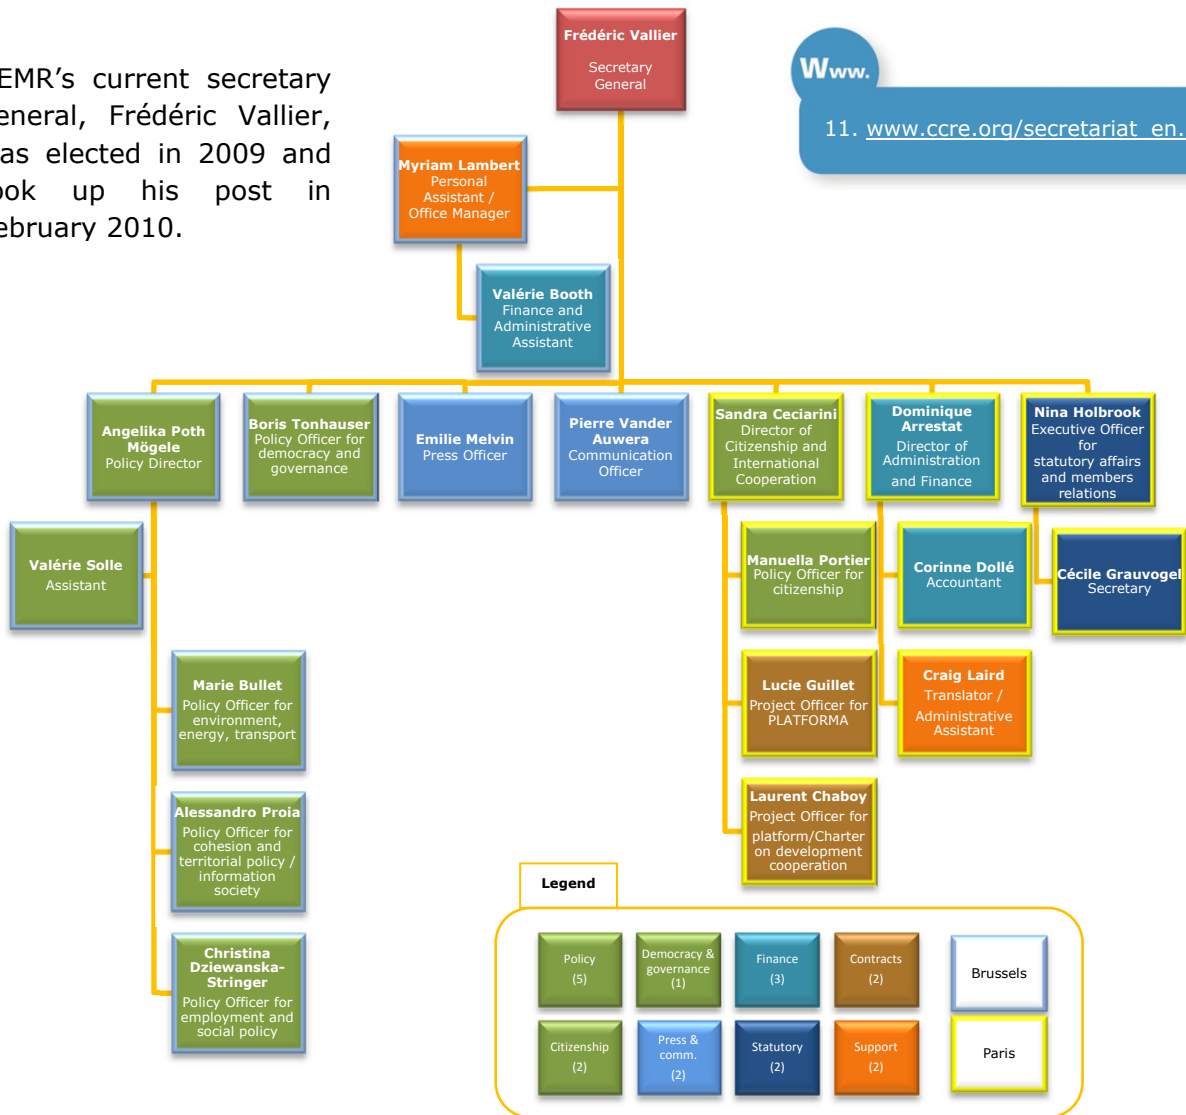 EMR's current secretary
eneral, Frédéric Vallier,
as elected in 2009 and
ook up his post in
ebruary 2010.
Frédéric Vallier
Secretary
General
Www.
11. www.ccre.org/secretariat_en.
Myriam Lambert
Personal
Assistant /
Office Manager
Valérie Booth
Finance and
Administrative
Assistant
Angelika Poth
Mögele
Policy Director
Boris Tonhauser
Policy Officer for
democracy and
governance
Emilie Melvin
Press Officer
Pierre Vander
Auwera
Communication
Officer
Sandra Ceciarini
Director of
Citizenship and
International
Cooperation
Dominique
Arrestat
Director of
Administration
and Finance
Nina Holbrook
Executive Officer
for
statutory affairs
and members
relations
Valérie Solle
Assistant
Manuella Portier
Policy Officer for
citizenship
Corinne Dollé
Accountant
Cécile Grauvogel
Secretary
Marie Bullet
Policy Officer for
environment,
energy, transport
Lucie Guillet
Project Officer for
PLATFORMA
Craig Laird
Translator /
Administrative
Assistant
Alessandro Proia
Policy Officer for
cohesion and
territorial policy /
information
society
Laurent Chaboy
Project Officer for
platform/Charter
on development
cooperation
Christina
Dziewanska-
Stringer
Policy Officer for
employment and
social policy
Legend
Policy
(5)
Democracy &
governance
(1)
Finance
(3)
Contracts
(2)
Brussels
Citizenship
(2)
Press &
comm.
(2)
Statutory
(2)
Support
(2)
Paris